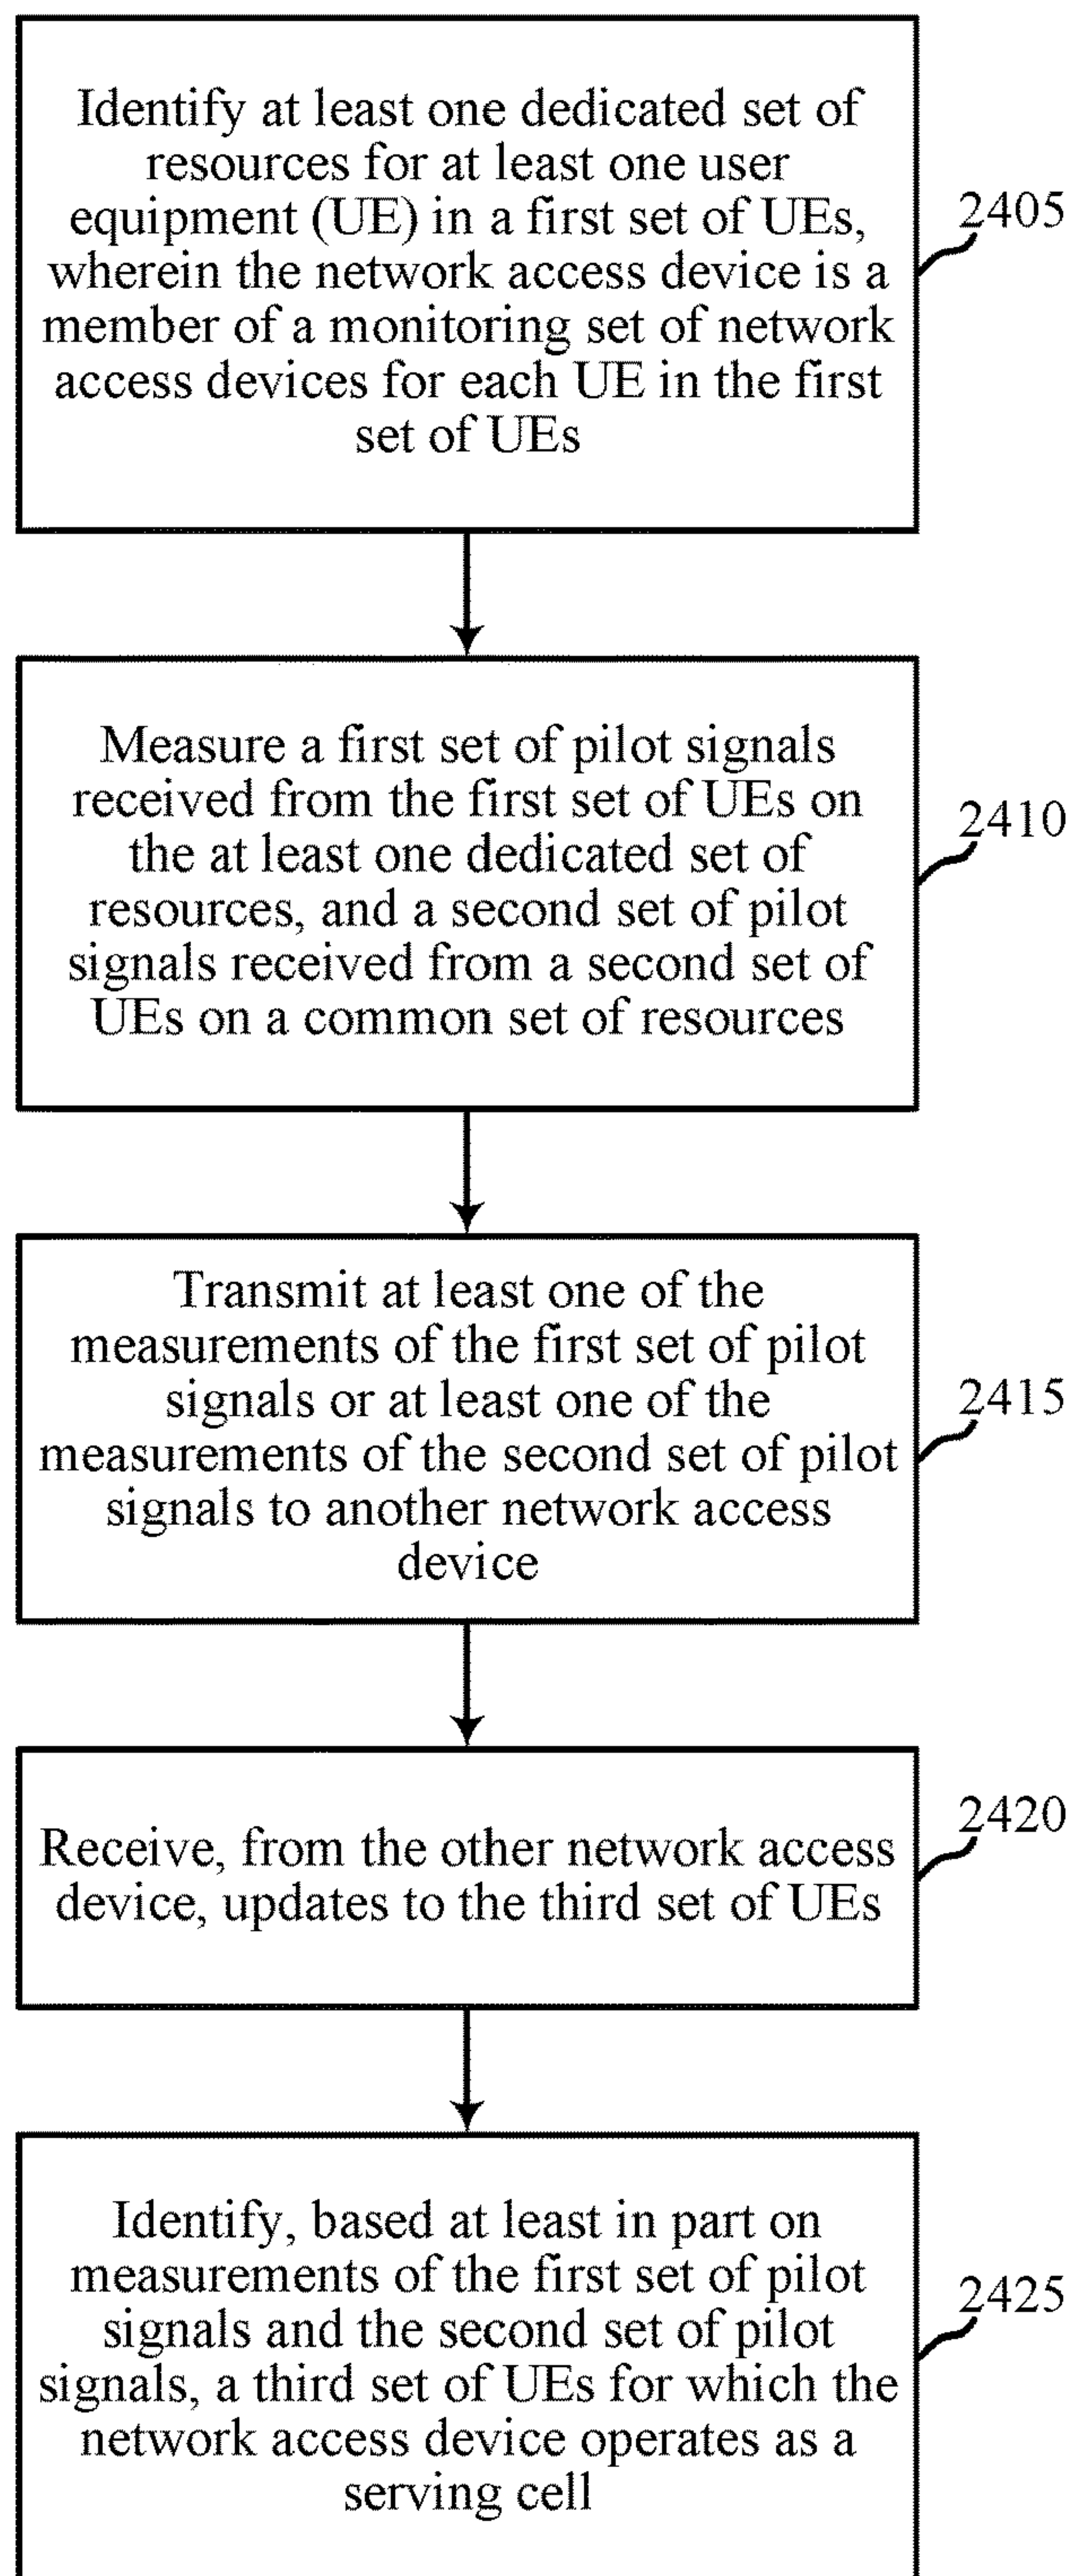 Identify at least one dedicated set of
resources for at least one user
equipment (UE) in a first set of UEs,
wherein the network access device is a
member of a monitoring set of network
access devices for each UE in the first
set of UEs
2405
Measure a first set of pilot signals
received from the first set of UEs on
the at least one dedicated set of
resources, and a second set of pilot
signals received from a second set of
UEs on a common set of resources
2410
Transmit at least one of the
measurements of the first set of pilot
signals or at least one of the
measurements of the second set of pilot
signals to another network access
device
2415
Receive, from the other network access
device, updates to the third set of UEs
2420
Identify, based at least in part on
measurements of the first set of pilot
signals and the second set of pilot
signals, a third set of UEs for which the
network access device operates as a
serving cell
2425